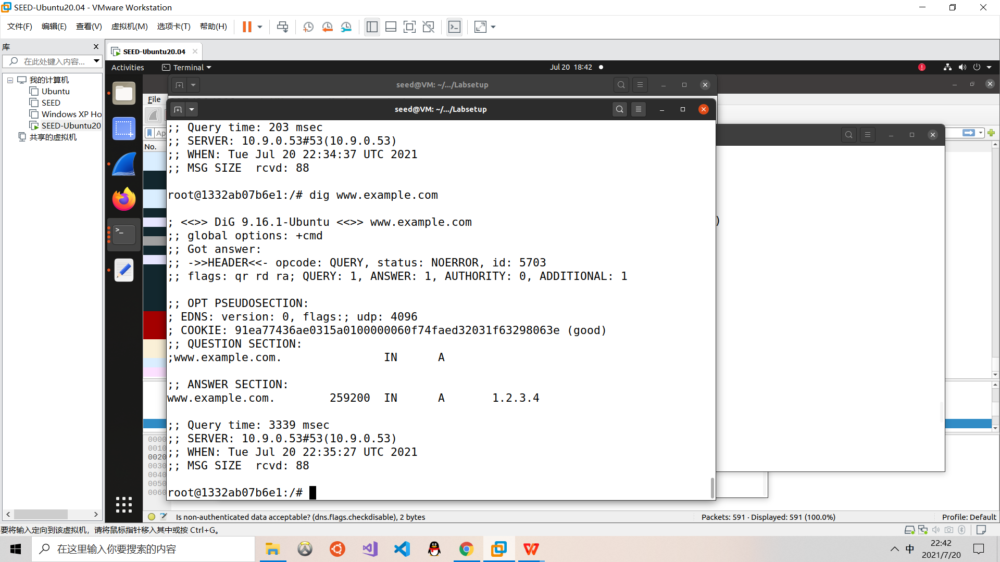 SEED-Ubuntu20.04 - VMware Workstation
文件(F) 编辑(E) 查看(V) 虚拟机(M) 选项卡(T) 帮助(H)
库
在此处键入内容...
我的计算机
Ubuntu
SEED
Windows XP Ho
SEED-Ubuntu20
共享的虚拟机
SEED-Ubuntu20.04
Activities Terminal Jul 20 18:42
seed@VM: ~/.../Labsetup
File
seed@VM: ~/.../Labsetup
Ap
No.
;; Query time: 203 msec
;; SERVER: 10.9.0.53#53(10.9.0.53)
;; WHEN: Tue Jul 20 22:34:37 UTC 2021
;; MSG SIZE  rcvd: 88
root@1332ab07b6e1:/# dig www.example.com
; <<>> DiG 9.16.1-Ubuntu <<>> www.example.com
)
;; global options: +cmd
;; Got answer:
;; ->>HEADER<<- opcode: QUERY, status: NOERROR, id: 5703
;; flags: qr rd ra; QUERY: 1, ANSWER: 1, AUTHORITY: 0, ADDITIONAL: 1
;; OPT PSEUDOSECTION:
; EDNS: version: 0, flags:; udp: 4096
; COOKIE: 91ea77436ae0315a0100000060f74faed32031f63298063e (good)
;; QUESTION SECTION:
;www.example.com. IN A
;; ANSWER SECTION:
www.example.com. 259200 IN A 1.2.3.4
;; Query time: 3339 msec
;; SERVER: 10.9.0.53#53(10.9.0.53)
;; WHEN: Tue Jul 20 22:35:27 UTC 2021
;; MSG SIZE  rcvd: 88
root@1332ab07b6e1:/#
0000
0010
0020
0030
0040
0050
0060
Is non-authenticated data acceptable? (dns.flags.checkdisable), 2 bytes Packets: 591 · Displayed: 591 (100.0%) Profile: Default
要将输入定向到该虚拟机，请将鼠标指针移入其中或按 Ctrl+G。
在这里输入你要搜索的内容
中
22:42
2021/7/20